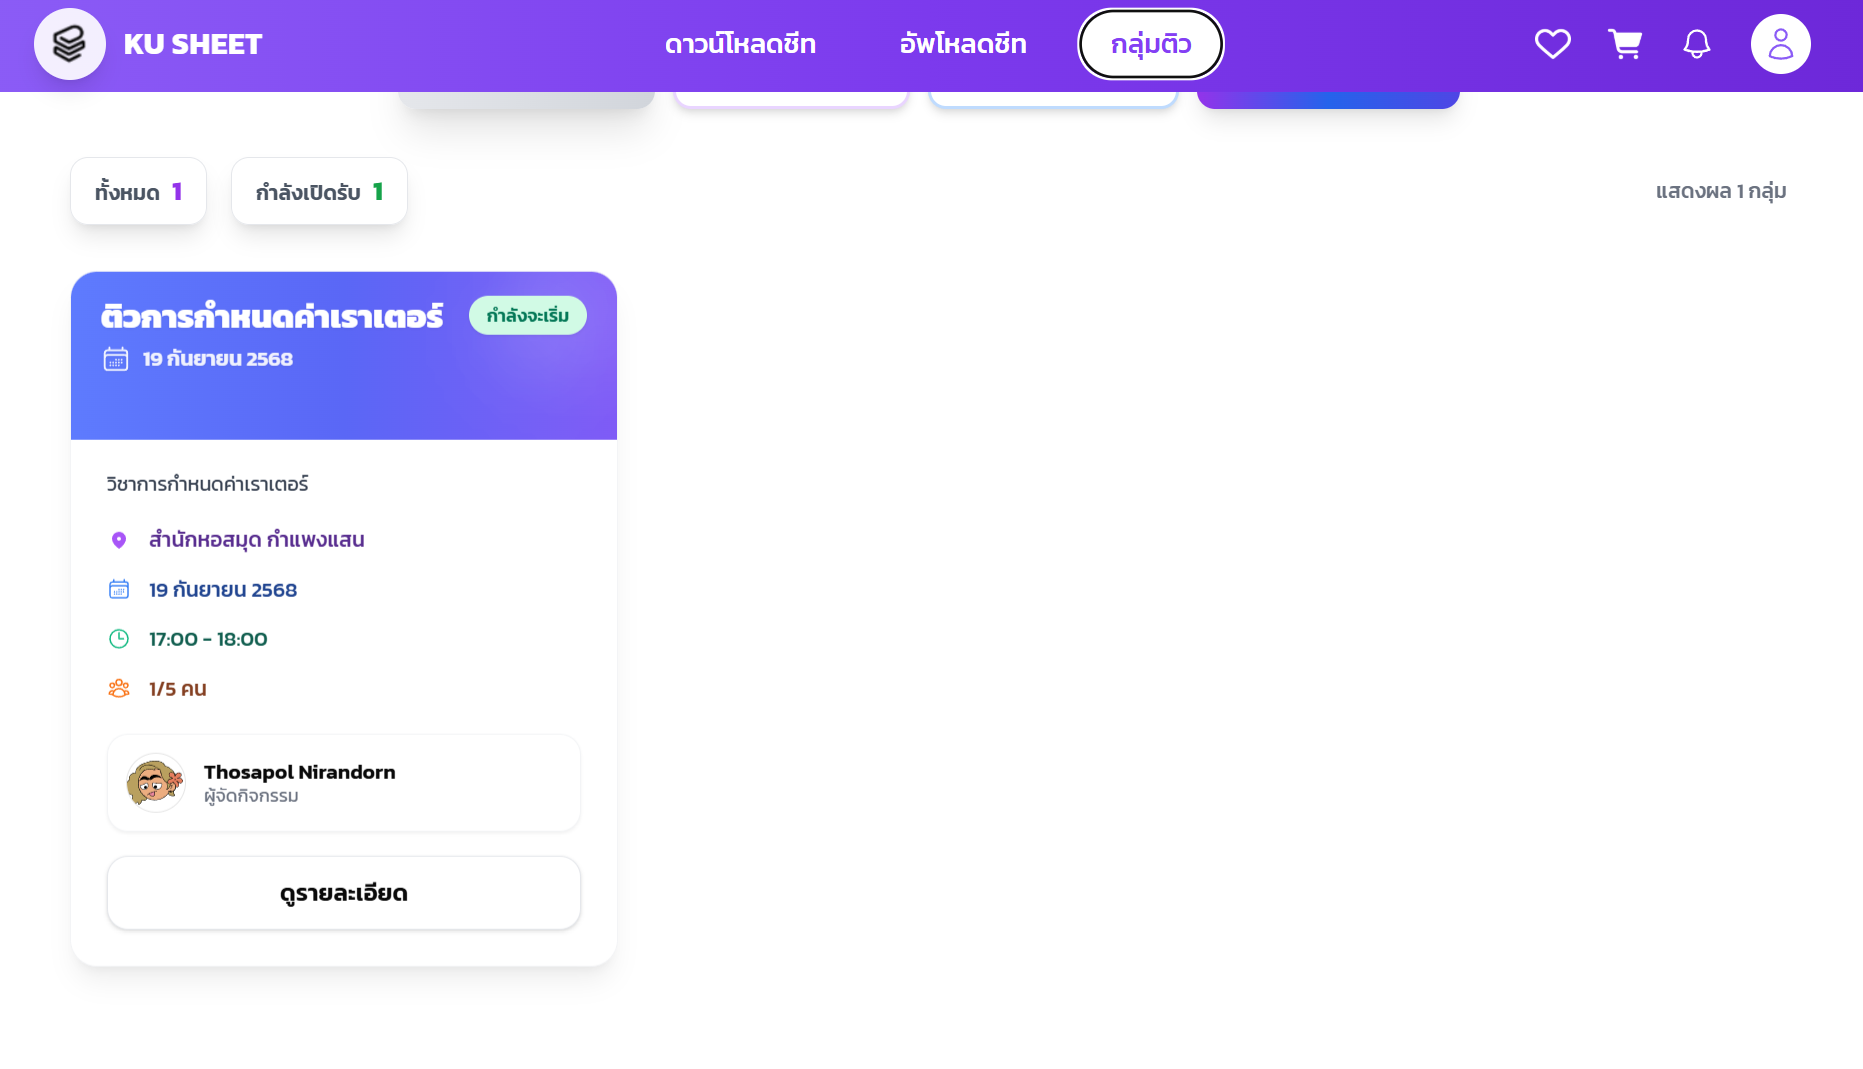 KU SHEET
ดาวน์โหลดชีท
อัพโหลดชีท
กลุ่มติว
ทั้งหมด 1
กำลังเปิดรับ 1
แสดงผล 1 กลุ่ม
ติวการกำหนดค่าเราเตอร์
กำลังจะเริ่ม
19 กันยายน 2568
วิชาการกำหนดค่าเราเตอร์
สำนักหอสมุด กำแพงแสน
19 กันยายน 2568
17:00 - 18:00
1/5 คน
Thosapol Nirandorn
ผู้จัดกิจกรรม
ดูรายละเอียด